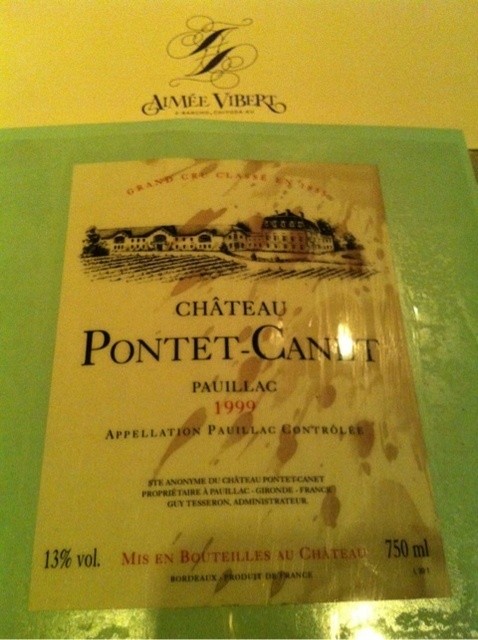 AIMÉE VIBERT
GRAND CRU CLASSÉ EN 1855
CHÂTEAU
PONTET-CANET
PAUILLAC
1999
APPELLATION PAUILLAC CONTRÔLÉE
STE ANONYME DU CHÂTEAU PONTET-CANET
PROPRIÉTAIRE À PAUILLAC - GIRONDE - FRANCE
GUY TESSERON, ADMINISTRATEUR.
13% vol. MIS EN BOUTEILLES AU CHÂTEAU 750 ml
BORDEAUX - PRODUIT DE FRANCE